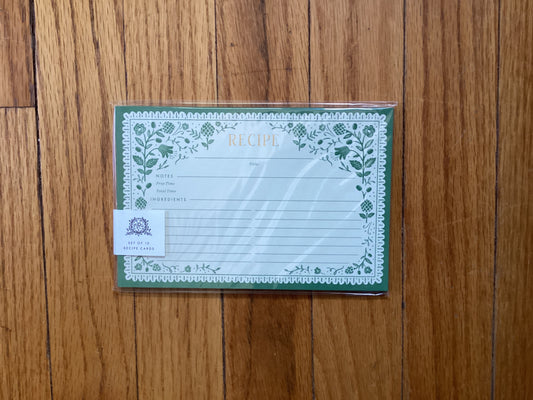 RECIPE
NOTES
Prep Time
Total Time
INGREDIENTS
SET OF 12
RECIPE CARDS